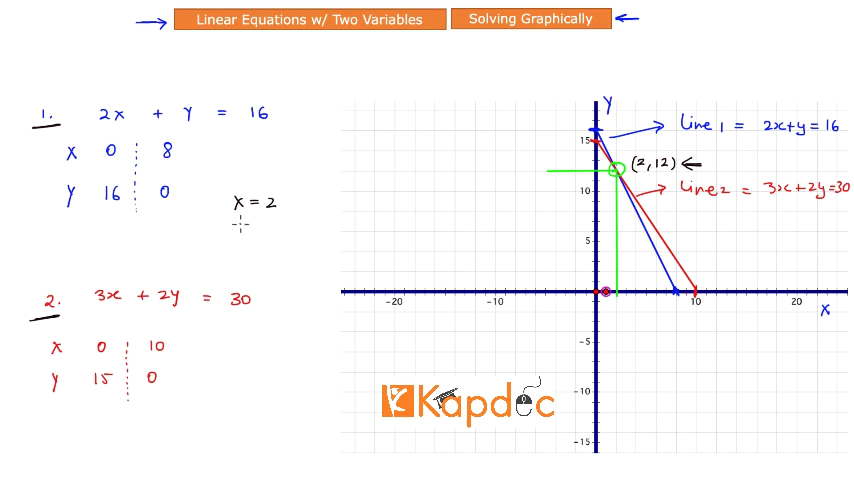 Linear Equations w/ Two Variables
Solving Graphically
1. 2x + y = 16
x 0 8
y 16 0
x = 2
2. 3x + 2y = 30
x 0 10
y 15 0
Y
Line 1 = 2x+y=16
15
(2,12)
10
Line 2 = 3x+2y=30
5
-20 -10 10 20
X
-5
-10
-15
Kapdec